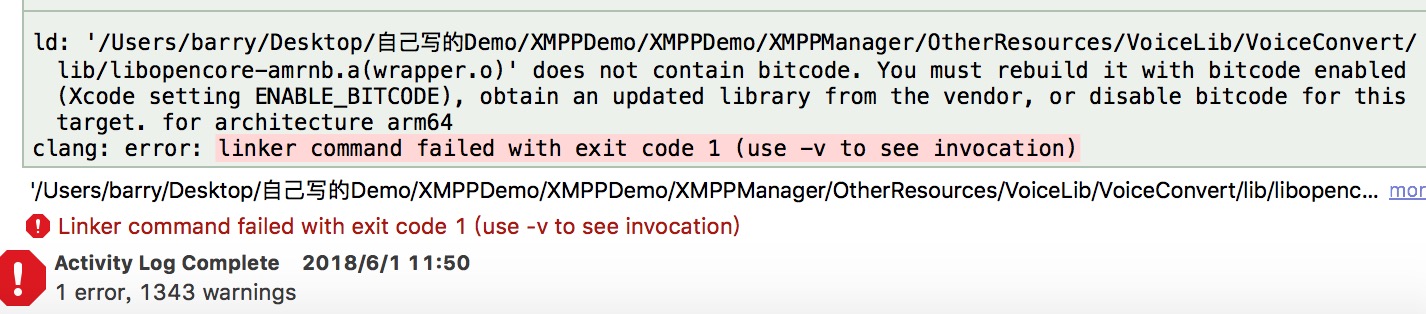 ld: '/Users/barry/Desktop/自己写的Demo/XMPPDemo/XMPPDemo/XMPPManager/OtherResources/VoiceLib/VoiceConvert/
lib/libopencore-amrnb.a(wrapper.o)' does not contain bitcode. You must rebuild it with bitcode enabled
(Xcode setting ENABLE_BITCODE), obtain an updated library from the vendor, or disable bitcode for this
target. for architecture arm64
clang: error: linker command failed with exit code 1 (use -v to see invocation)
'/Users/barry/Desktop/自己写的Demo/XMPPDemo/XMPPDemo/XMPPManager/OtherResources/VoiceLib/VoiceConvert/lib/libopenc... mor
Linker command failed with exit code 1 (use -v to see invocation)
Activity Log Complete 2018/6/1 11:50
1 error, 1343 warnings